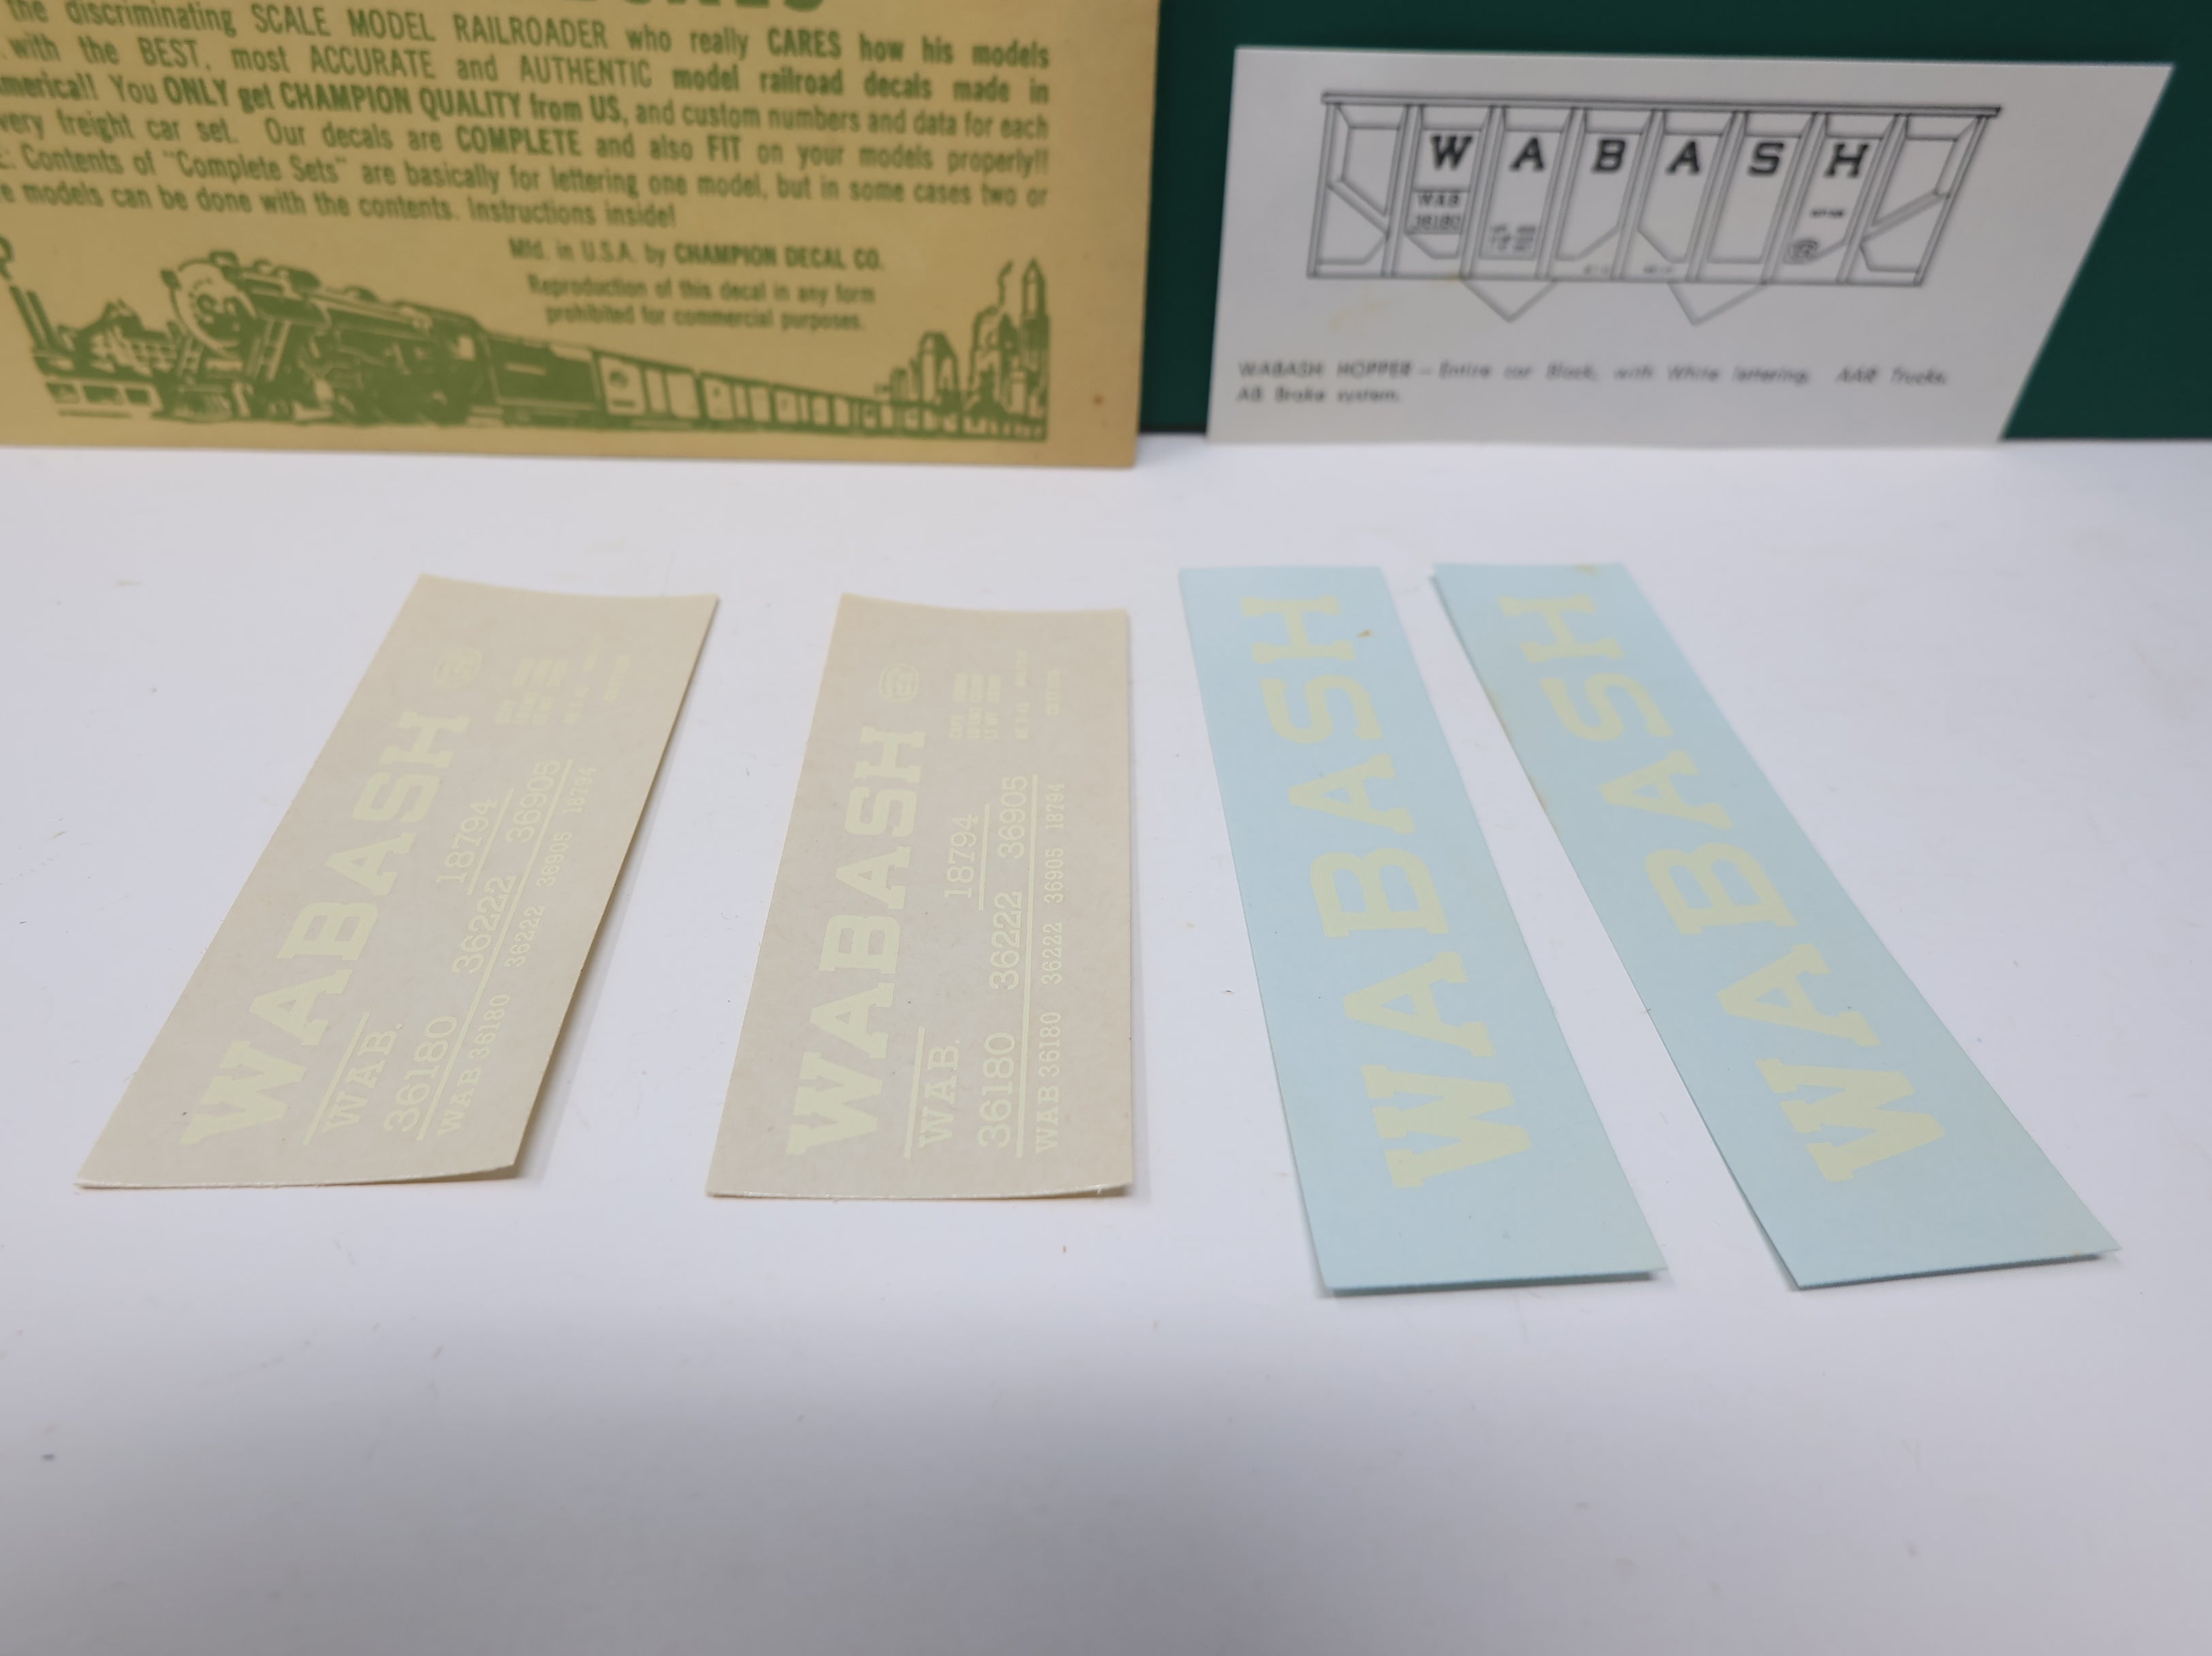 the discriminating SCALE MODEL RAILROADER who really CARES how his models
with the BEST, most ACCURATE and AUTHENTIC model railroad decals made in
merica!! You ONLY get CHAMPION QUALITY from US, and custom numbers and data for each
very freight car set. Our decals are COMPLETE and also FIT on your models properly!!
: Contents of "Complete Sets" are basically for lettering one model, but in some cases two or
e models can be done with the contents. Instructions inside!
Mfd. in U.S.A. by CHAMPION DECAL CO.
Reproduction of this decal in any form
prohibited for commercial purposes.
W A B A S H
WAB
36180
WABASH HOPPER — Entire car Black, with White lettering. AAR Trucks.
AB Brake system.
WABASH
WAB.
18794
36180 36222 36905
WAB 36180 36222 36905 18794
WABASH
WAB.
18794
36180 36222 36905
WAB 36180 36222 36905 18794
WABASH
WABASH